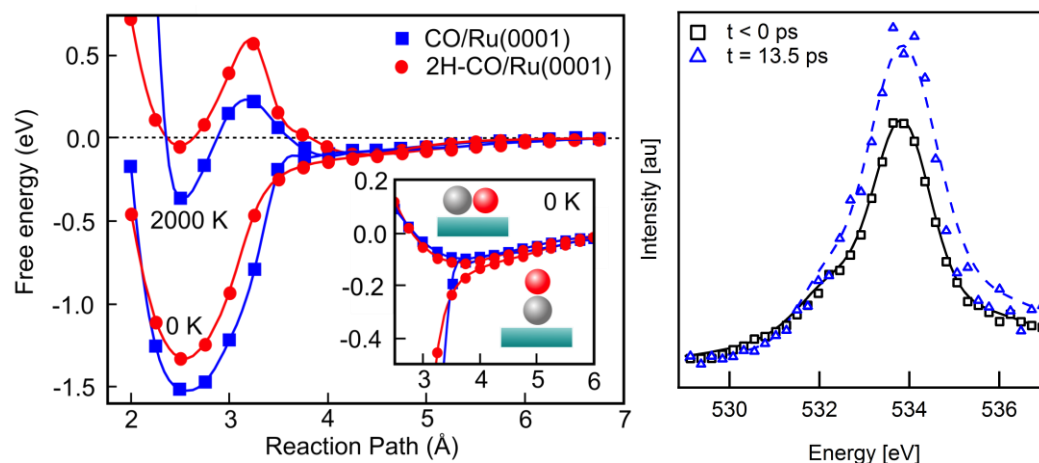 Free energy (eV)
0.5
0.0
-0.5
-1.0
-1.5
CO/Ru(0001)
2H-CO/Ru(0001)
2000 K
0 K
0.2
0.0
-0.2
-0.4
0 K
3
4
5
6
2
3
4
5
6
7
Reaction Path (Å)
Intensity [au]
t < 0 ps
t = 13.5 ps
530
532
534
536
Energy [eV]